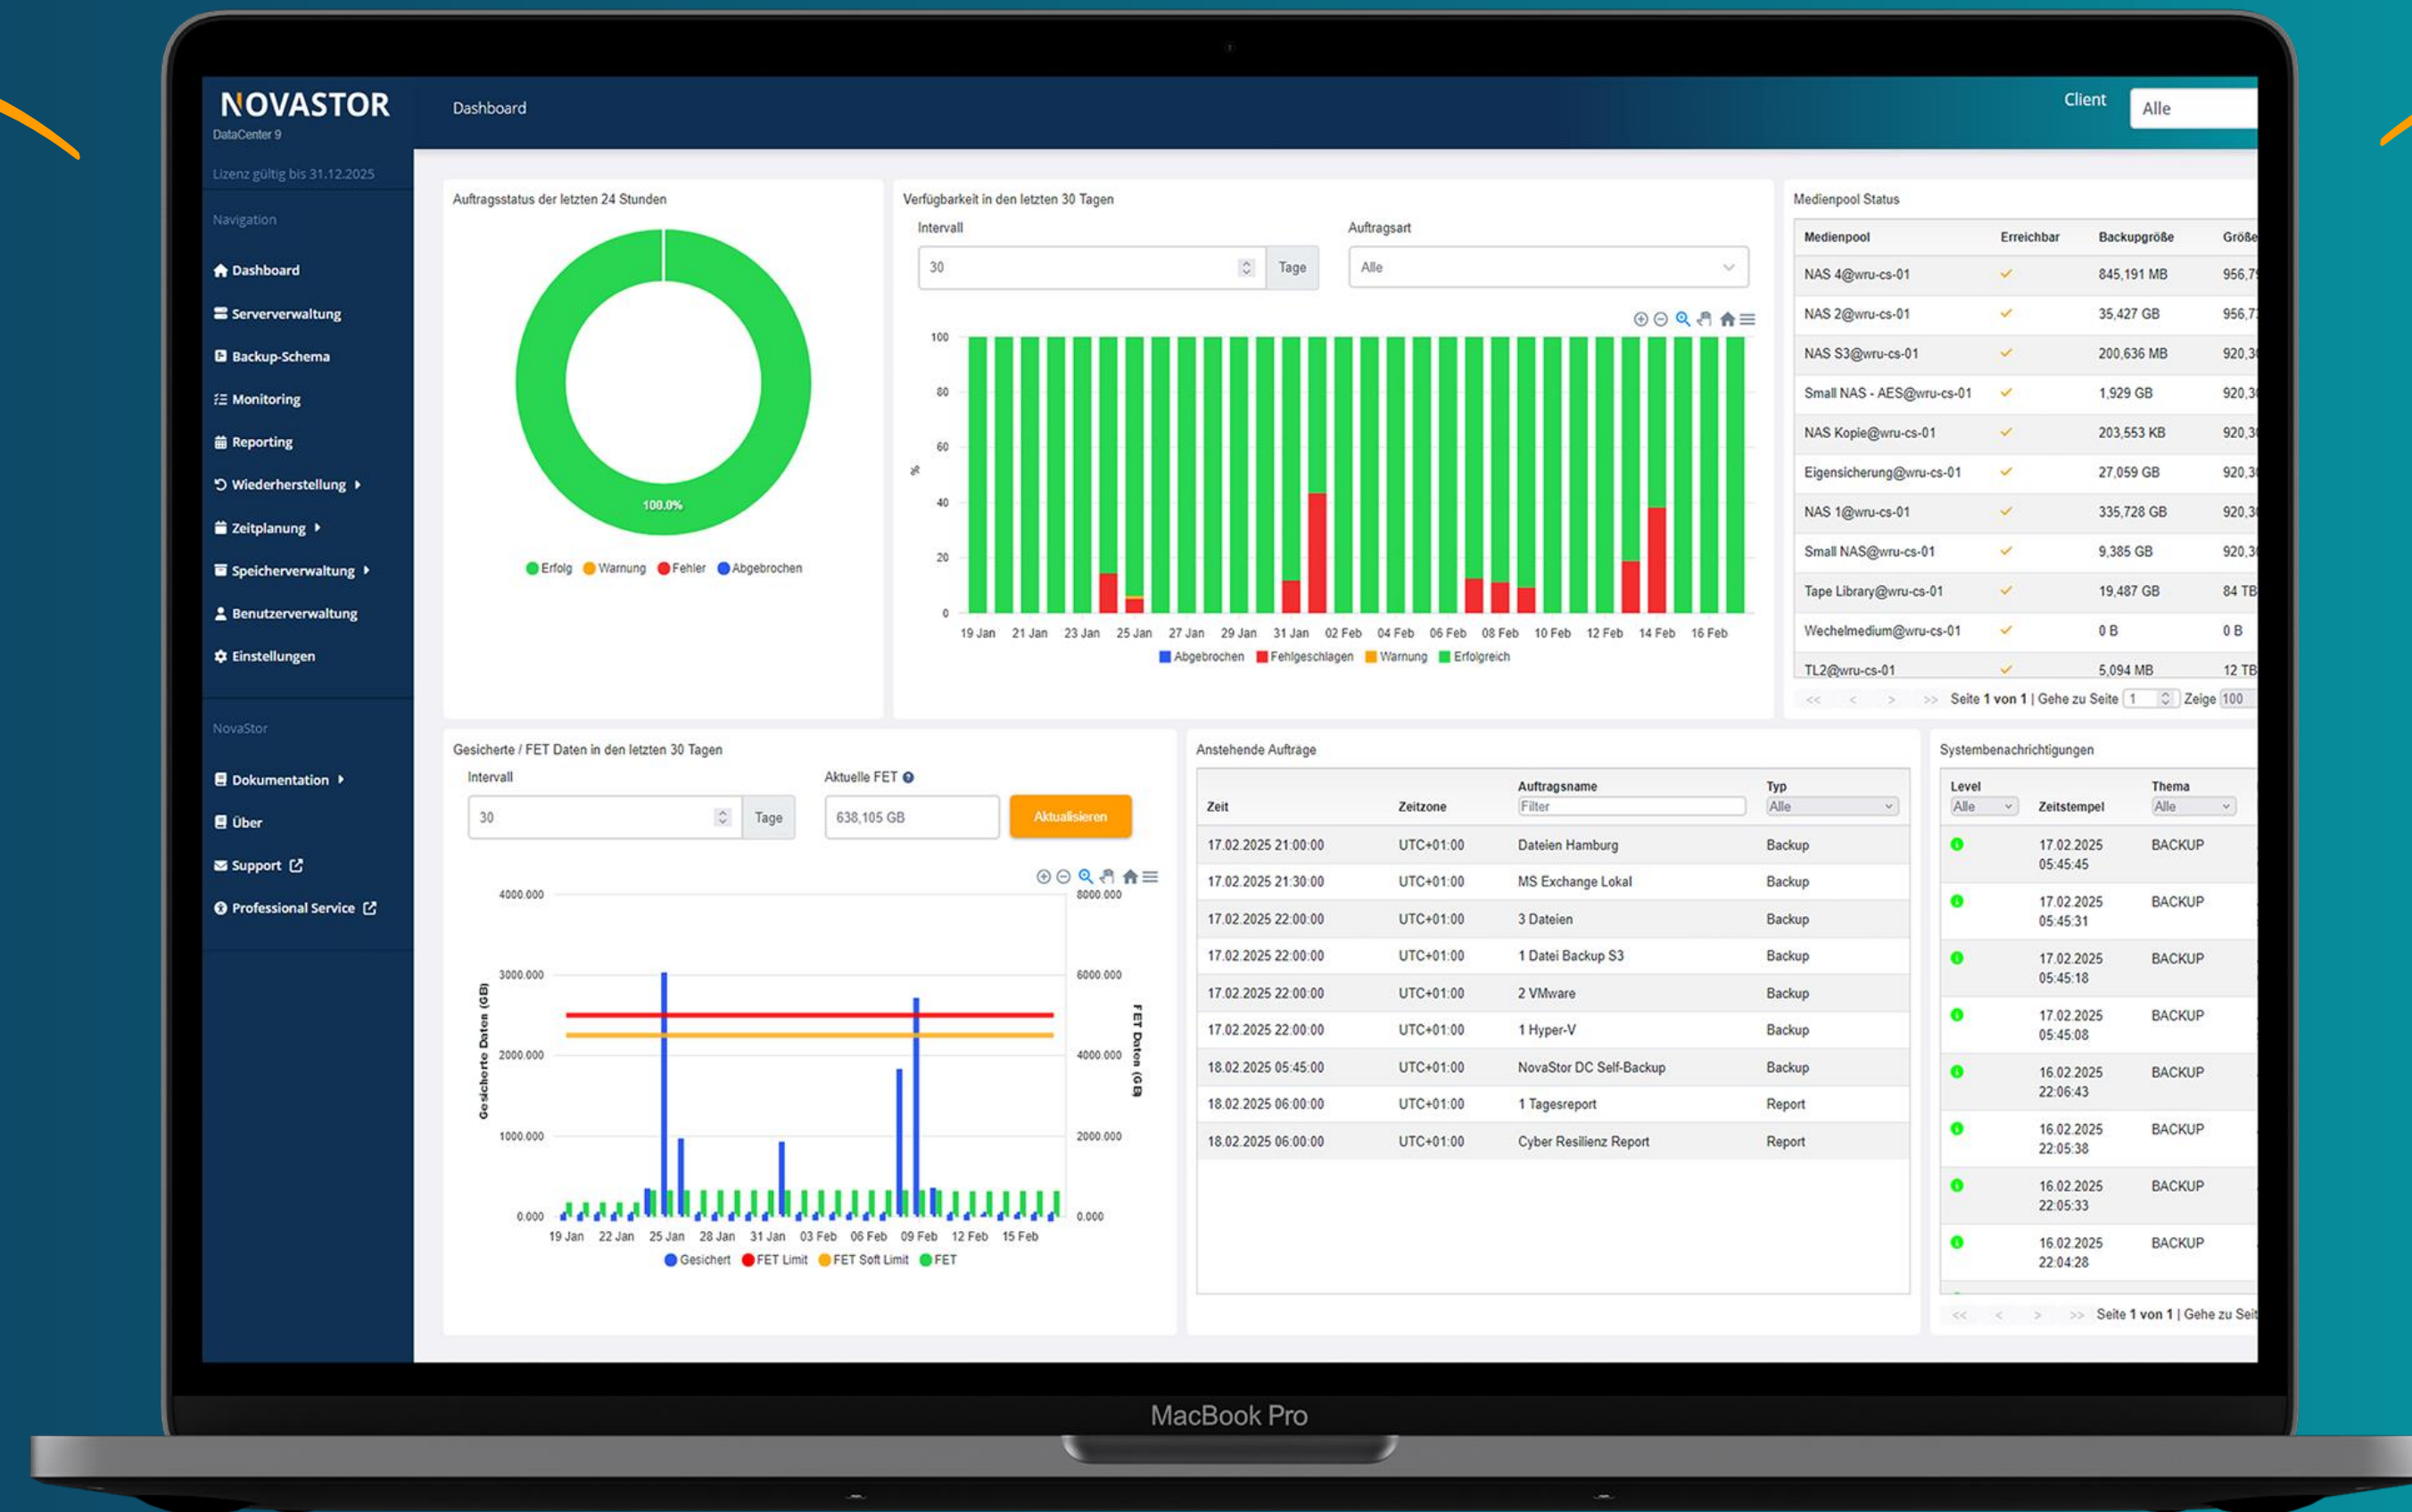 NOVASTOR
DataCenter 9
Lizenz gültig bis 31.12.2025
Navigation
Dashboard
Serververwaltung
Backup-Schema
Monitoring
Reporting
Wiederherstellung
Zeitplanung
Speicherverwaltung
Benutzerverwaltung
Einstellungen
NovaStor
Dokumentation
Über
Support
Professional Service
Dashboard
Client
Alle
Auftragsstatus der letzten 24 Stunden
100.0%
Erfolg Warnung Fehler Abgebrochen
Verfügbarkeit in den letzten 30 Tagen
Intervall Auftragsart
30 Tage Alle
100
80
60
%
40
20
0
19 Jan 21 Jan 23 Jan 25 Jan 27 Jan 29 Jan 31 Jan 02 Feb 04 Feb 06 Feb 08 Feb 10 Feb 12 Feb 14 Feb 16 Feb
Abgebrochen Fehlgeschlagen Warnung Erfolgreich
Medienpool Status
Medienpool Erreichbar Backupgröße Größe
NAS 4@wru-cs-01 845,191 MB 956,7
NAS 2@wru-cs-01 35,427 GB 956,7
NAS S3@wru-cs-01 200,636 MB 920,3
Small NAS - AES@wru-cs-01 1,929 GB 920,3
NAS Kopie@wru-cs-01 203,553 KB 920,3
Eigensicherung@wru-cs-01 27,059 GB 920,3
NAS 1@wru-cs-01 335,728 GB 920,3
Small NAS@wru-cs-01 9,385 GB 920,3
Tape Library@wru-cs-01 19,487 GB 84 TB
Wechelmedium@wru-cs-01 0 B 0 B
TL2@wru-cs-01 5,094 MB 12 TB
<< < > >> Seite 1 von 1 | Gehe zu Seite 1 Zeige 100
Gesicherte / FET Daten in den letzten 30 Tagen
Intervall Aktuelle FET
30 Tage 638,105 GB Aktualisieren
4000.000 8000.000
3000.000 6000.000
2000.000 4000.000
1000.000 2000.000
0.000 0.000
Gesicherte Daten (GB)
FET Daten (GB)
19 Jan 22 Jan 25 Jan 28 Jan 31 Jan 03 Feb 06 Feb 09 Feb 12 Feb 15 Feb
Gesichert FET Limit FET Soft Limit FET
Anstehende Aufträge
Zeit Zeitzone Auftragsname Typ
Filter Alle
17.02.2025 21:00:00 UTC+01:00 Dateien Hamburg Backup
17.02.2025 21:30:00 UTC+01:00 MS Exchange Lokal Backup
17.02.2025 22:00:00 UTC+01:00 3 Dateien Backup
17.02.2025 22:00:00 UTC+01:00 1 Datei Backup S3 Backup
17.02.2025 22:00:00 UTC+01:00 2 VMware Backup
17.02.2025 22:00:00 UTC+01:00 1 Hyper-V Backup
18.02.2025 05:45:00 UTC+01:00 NovaStor DC Self-Backup Backup
18.02.2025 06:00:00 UTC+01:00 1 Tagesreport Report
18.02.2025 06:00:00 UTC+01:00 Cyber Resilienz Report Report
Systembenachrichtigungen
Level Zeitstempel Thema
Alle Alle
17.02.2025 BACKUP
05:45:45
17.02.2025 BACKUP
05:45:31
17.02.2025 BACKUP
05:45:18
17.02.2025 BACKUP
05:45:08
16.02.2025 BACKUP
22:06:43
16.02.2025 BACKUP
22:05:38
16.02.2025 BACKUP
22:05:33
16.02.2025 BACKUP
22:04:28
<< < > >> Seite 1 von 1 | Gehe zu Seit
MacBook Pro